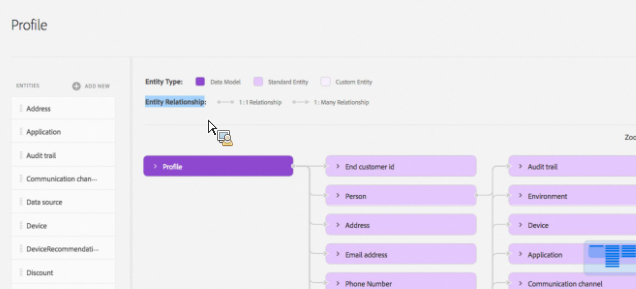 Profile
ENTITIES
ADD NEW
Address
Application
Audit trail
Communication chan--
Data source
Device
DeviceRecommendati--
Discount
Entity Type: Data Model Standard Entity Custom Entity
Entity Relationship: 1:1 Relationship 1: Many Relationship
Zoo
Profile
End customer id
Person
Address
Email address
Phone Number
Audit trail
Environment
Device
Application
Communication channel